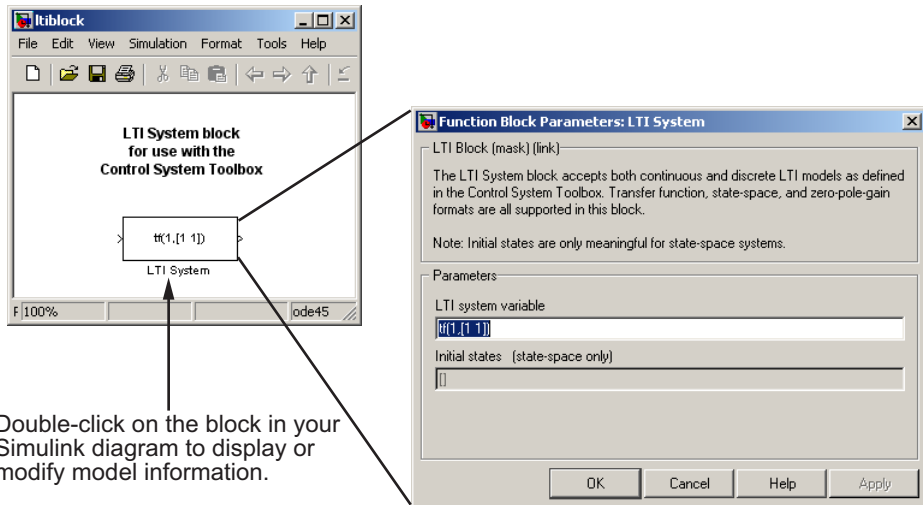 ltiblock
File Edit View Simulation Format Tools Help
LTI System block
for use with the
Control System Toolbox
tf(1,[1 1])
LTI System
F 100%
ode45
Double-click on the block in your
Simulink diagram to display or
modify model information.
Function Block Parameters: LTI System
LTI Block (mask) (link)
The LTI System block accepts both continuous and discrete LTI models as defined
in the Control System Toolbox. Transfer function, state-space, and zero-pole-gain
formats are all supported in this block.
Note: Initial states are only meaningful for state-space systems.
Parameters
LTI system variable
tf(1,[1 1])
Initial states (state-space only)
[]
OK Cancel Help Apply